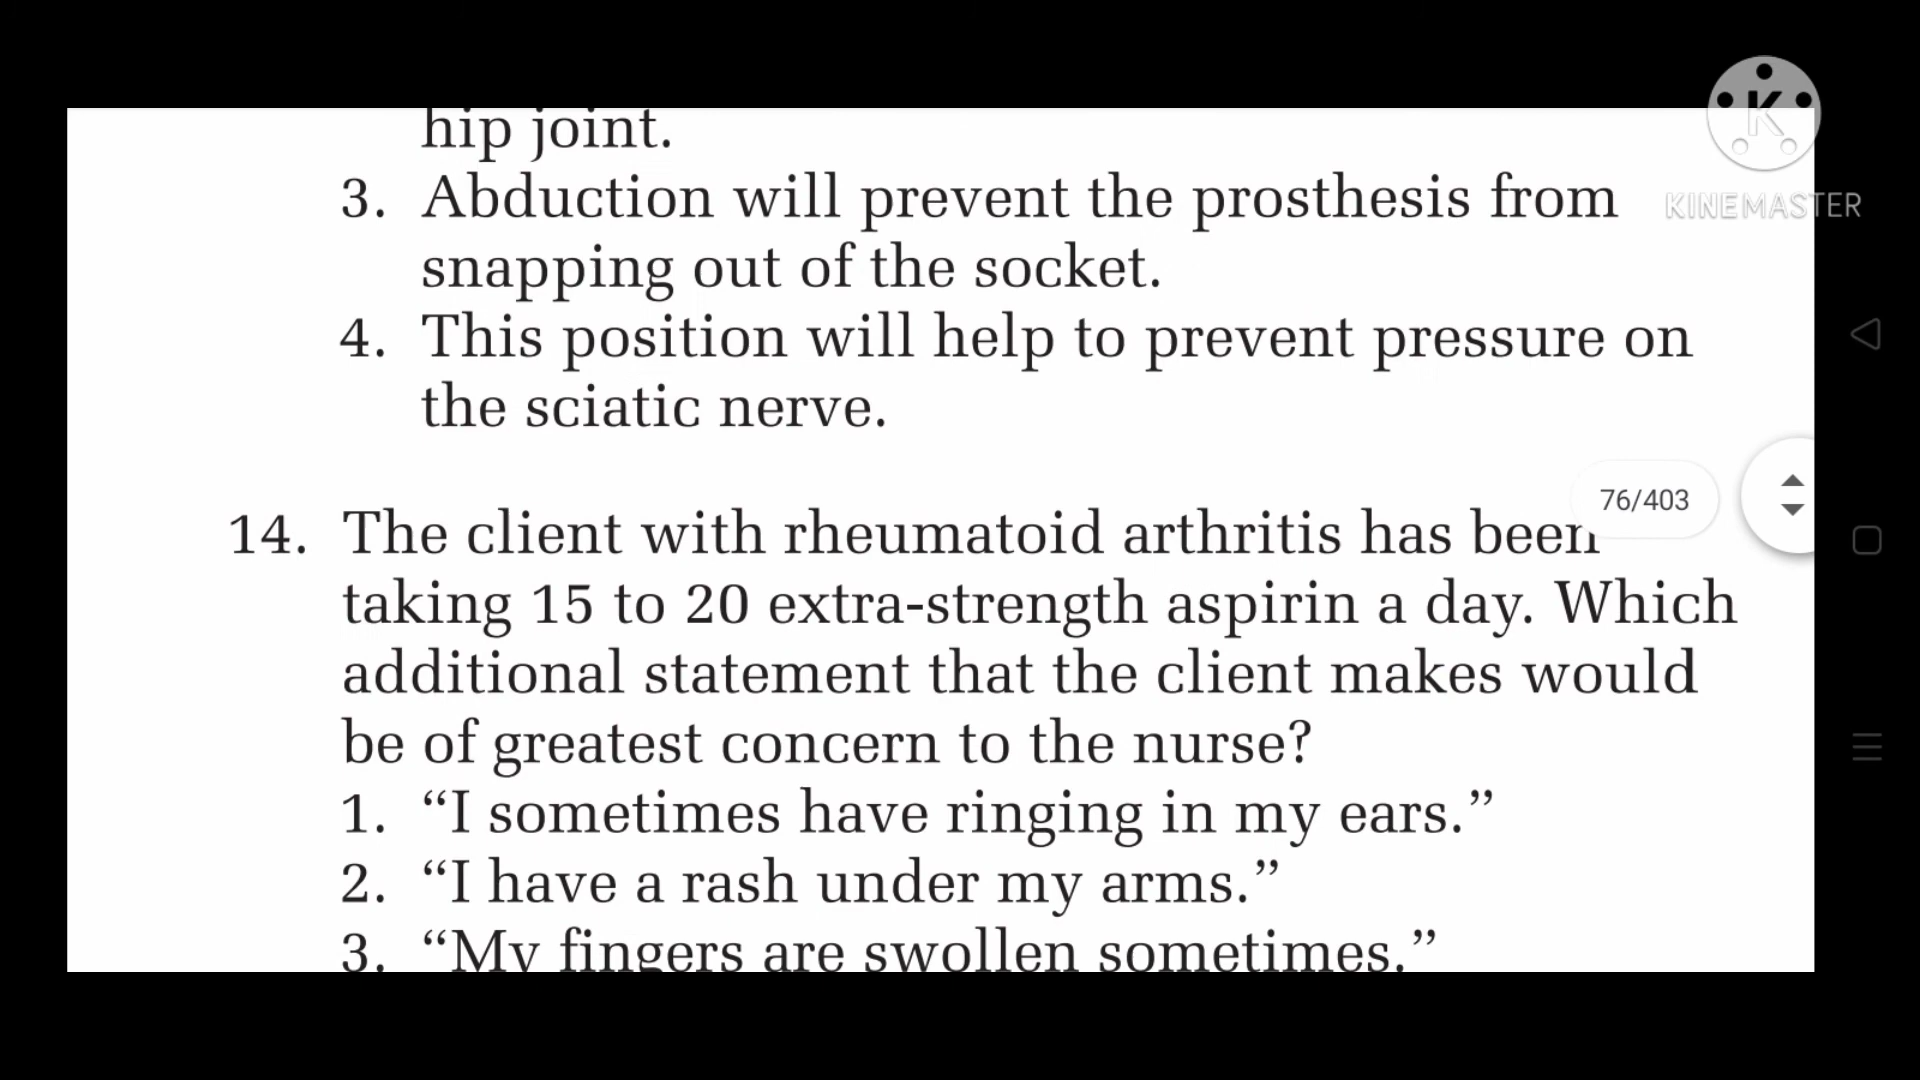 hip joint.
3. Abduction will prevent the prosthesis from
snapping out of the socket.
4. This position will help to prevent pressure on
the sciatic nerve.
14. The client with rheumatoid arthritis has been
taking 15 to 20 extra-strength aspirin a day. Which
additional statement that the client makes would
be of greatest concern to the nurse?
1. “I sometimes have ringing in my ears.”
2. “I have a rash under my arms.”
3. “My fingers are swollen sometimes.”
76/403
K
KINEMASTER